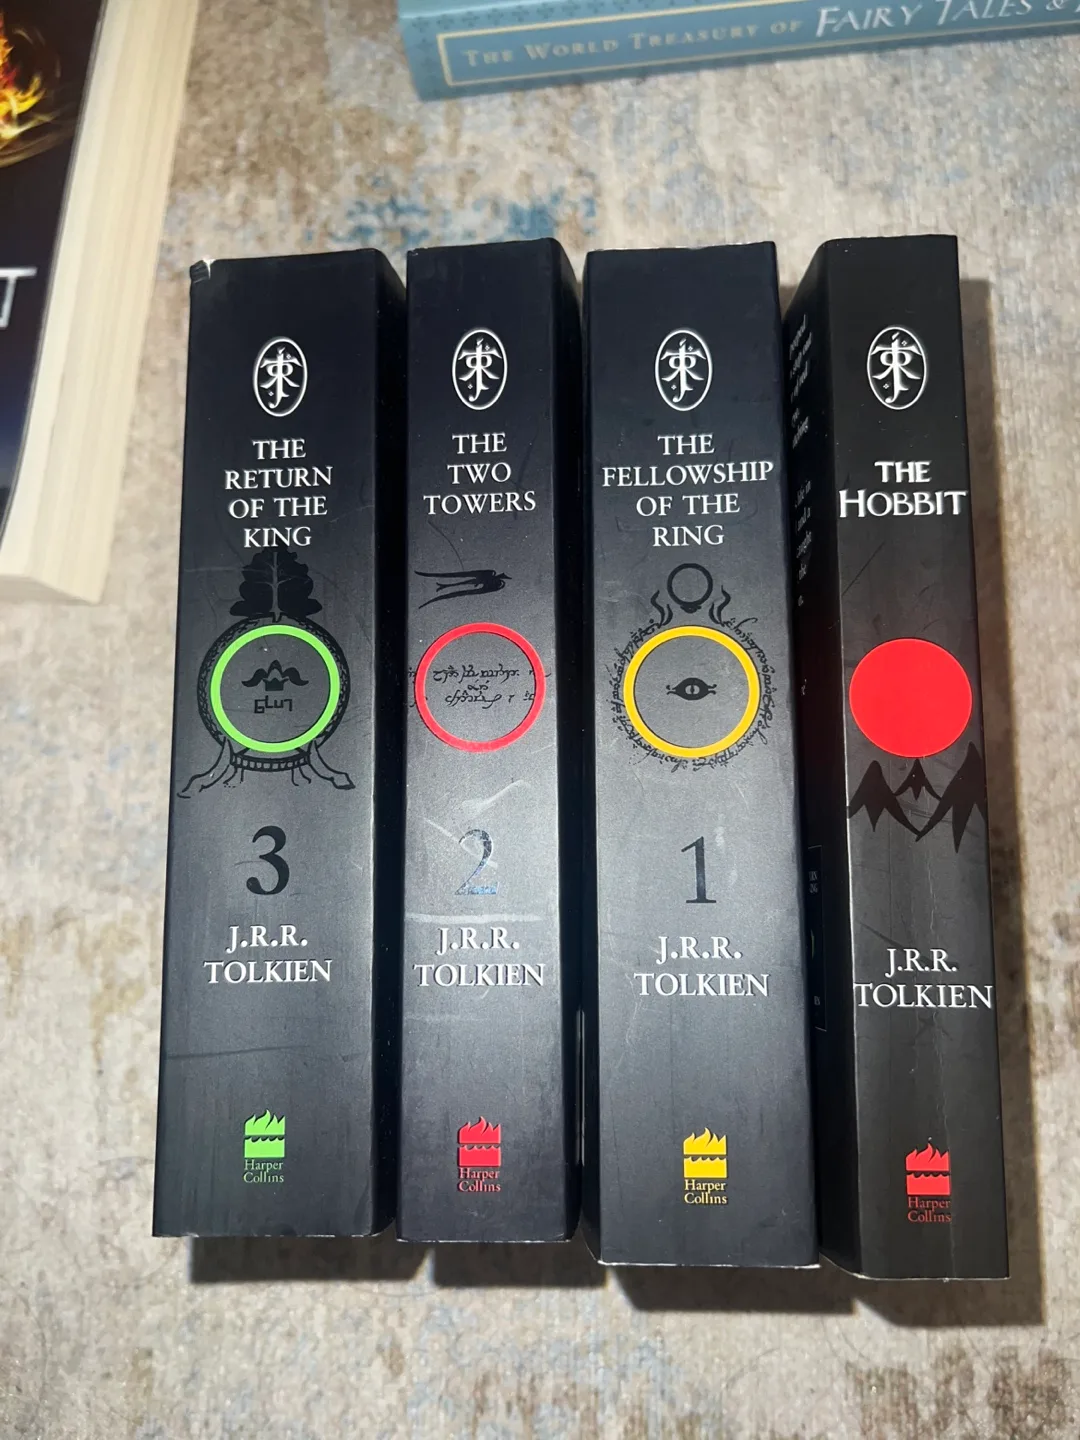 THE WORLD TREASURY OF FAIRY TALES &
THE
RETURN
OF THE
KING
3
J.R.R.
TOLKIEN
Harper
Collins
THE
TWO
TOWERS
2
J.R.R.
TOLKIEN
Harper
Collins
THE
FELLOWSHIP
OF THE
RING
1
J.R.R.
TOLKIEN
Harper
Collins
THE
HOBBIT
J.R.R.
TOLKIEN
Harper
Collins